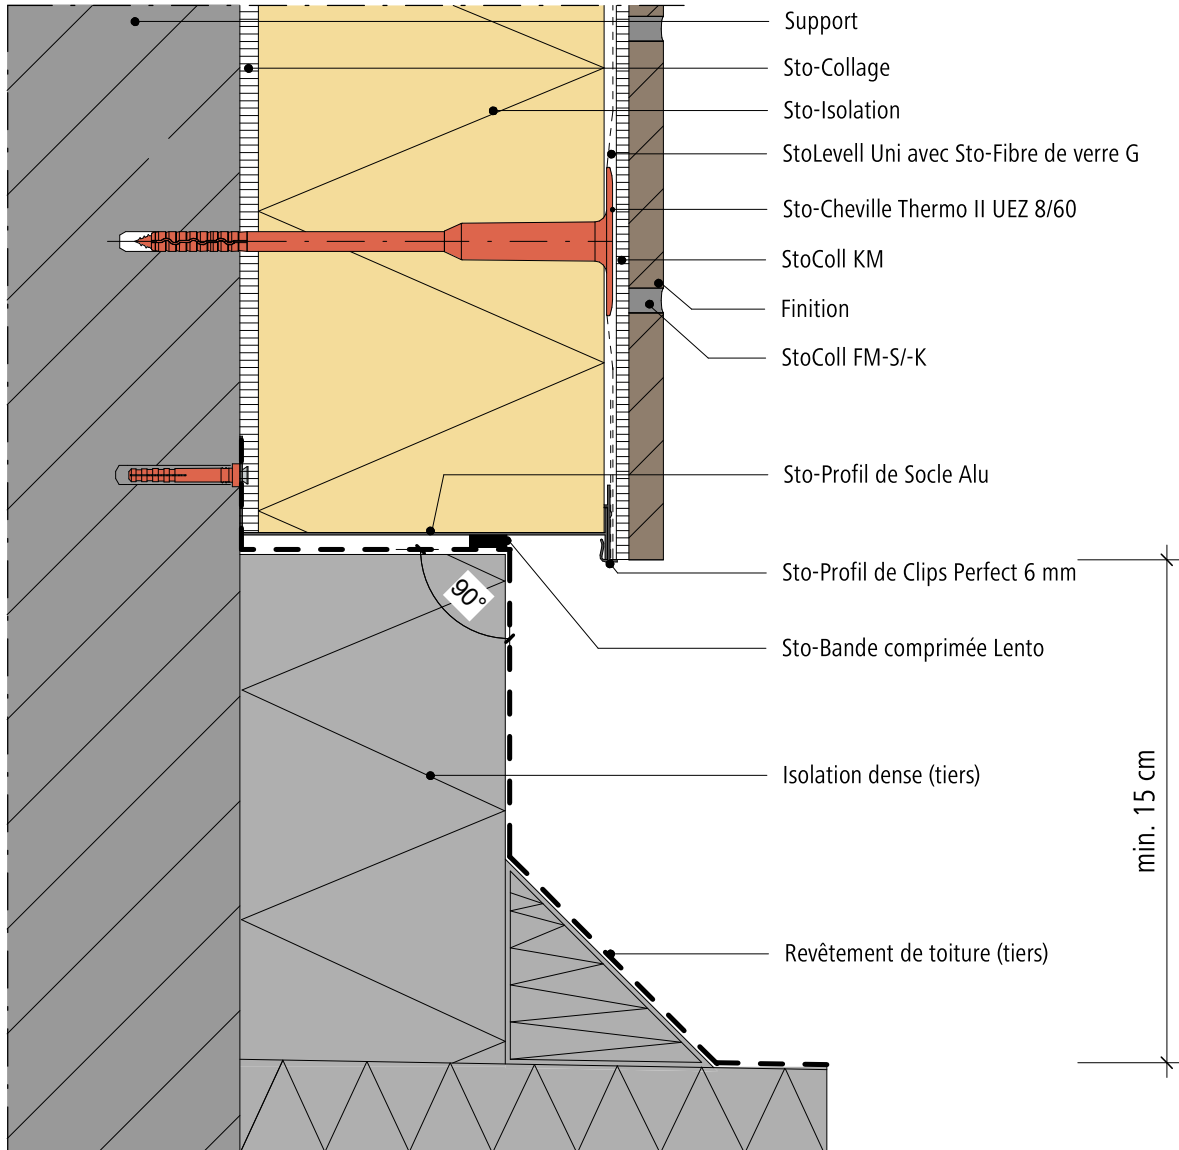 Support
Sto-Collage
Sto-Isolation
StoLevell Uni avec Sto-Fibre de verre G
Sto-Cheville Thermo II UEZ 8/60
StoColl KM
Finition
StoColl FM-S/-K
Sto-Profil de Socle Alu
Sto-Profil de Clips Perfect 6 mm
90°
Sto-Bande comprimée Lento
Isolation dense (tiers)
min. 15 cm
Revêtement de toiture (tiers)